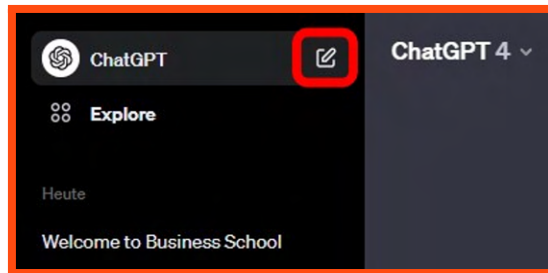 ChatGPT
ChatGPT 4
Explore
Heute
Welcome to Business School